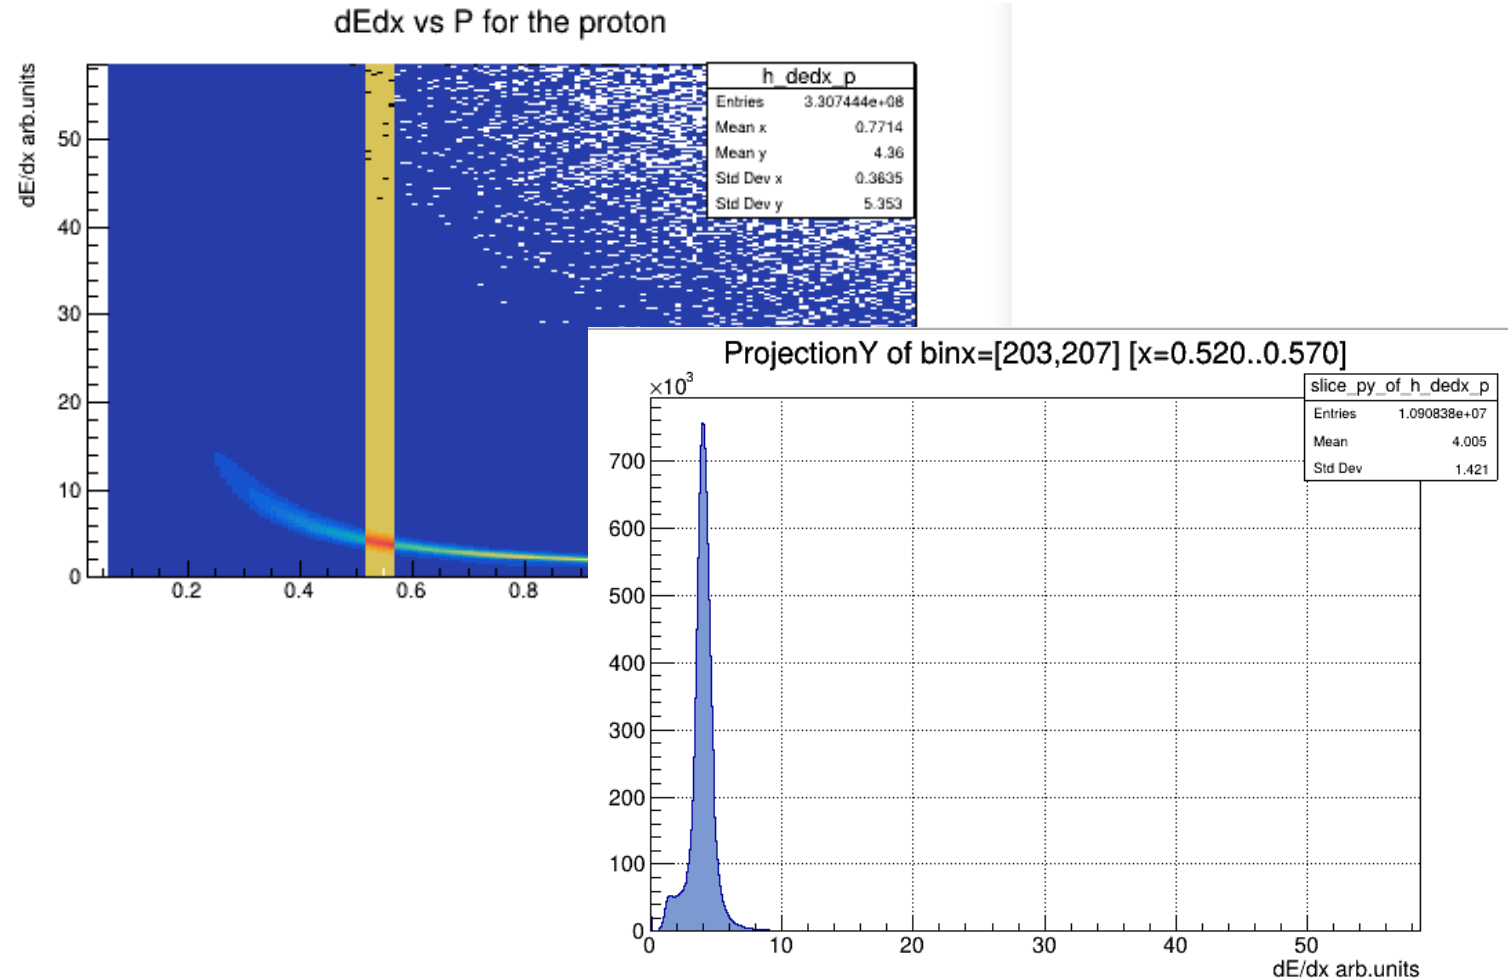 dEdx vs P for the proton
dE/dx arb.units
50
40
30
20
10
0
0.2 0.4 0.6 0.8
h_dedx_p
Entries 3.307444e+08
Mean x 0.7714
Mean y 4.36
Std Dev x 0.3635
Std Dev y 5.353
ProjectionY of binx=[203,207] [x=0.520..0.570]
×10³
700
600
500
400
300
200
100
0
0 10 20 30 40 50
dE/dx arb.units
slice_py_of_h_dedx_p
Entries 1.090838e+07
Mean 4.005
Std Dev 1.421